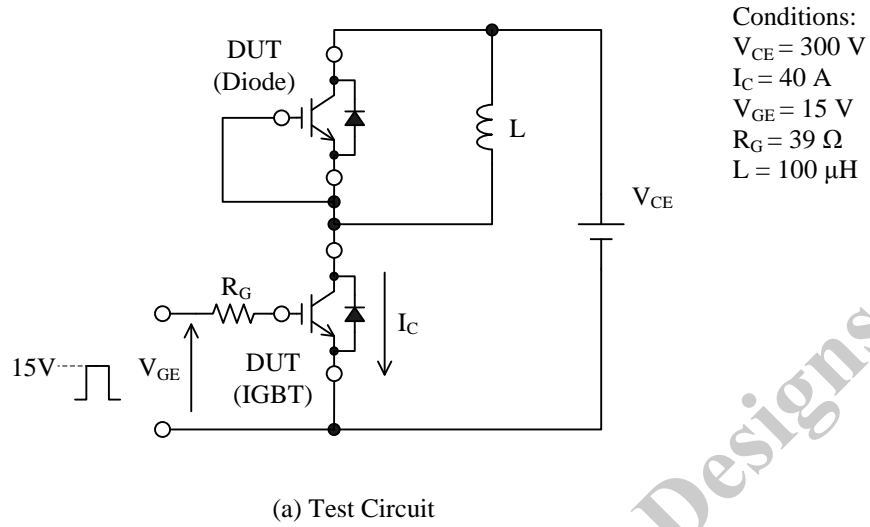 DUT
(Diode)
L
V_CE
R_G
15V
V_GE
DUT
(IGBT)
I_C
Conditions:
V_CE = 300 V
I_C = 40 A
V_GE = 15 V
R_G = 39 Ω
L = 100 μH
Designs
(a) Test Circuit